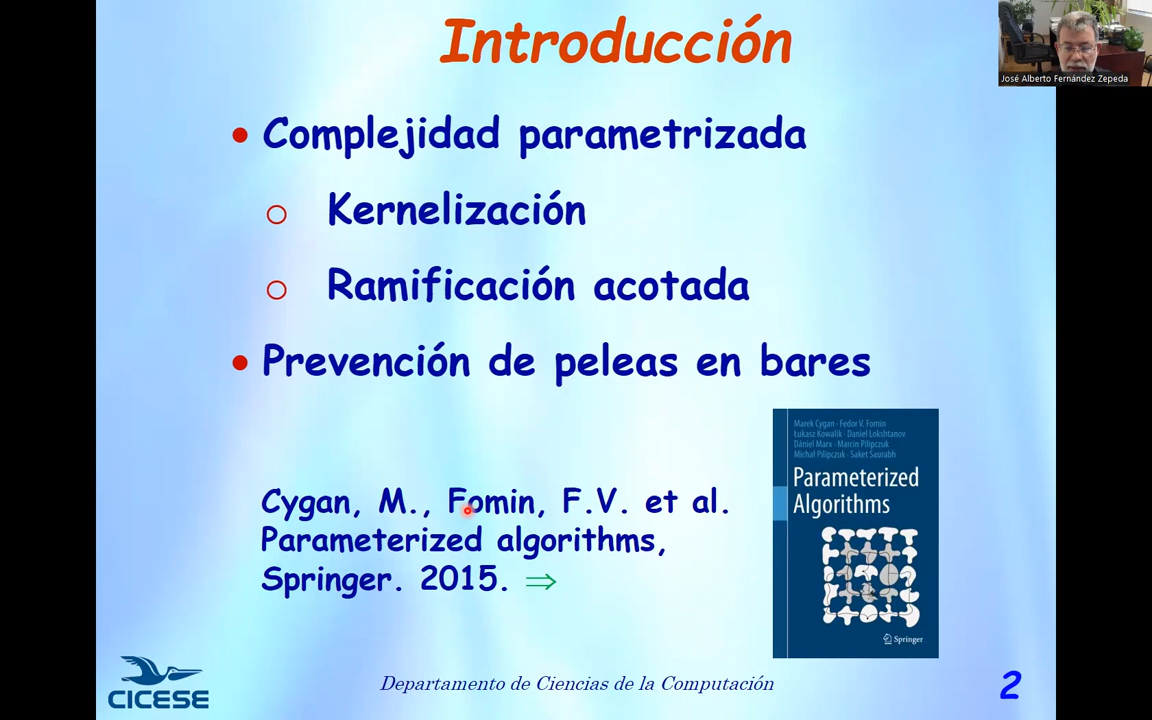 Introducción
José Alberto Fernández Zepeda
Complejidad parametrizada
Kernelización
Ramificación acotada
Prevención de peleas en bares
Cygan, M., Fomin, F.V. et al.
Parameterized algorithms,
Springer. 2015. ⇒
Marek Cygan · Fedor V. Fomin
Łukasz Kowalik · Daniel Lokshtanov
Dániel Marx · Marcin Pilipczuk
Michał Pilipczuk · Saket Saurabh
Parameterized
Algorithms
Springer
CICESE
Departamento de Ciencias de la Computación
2